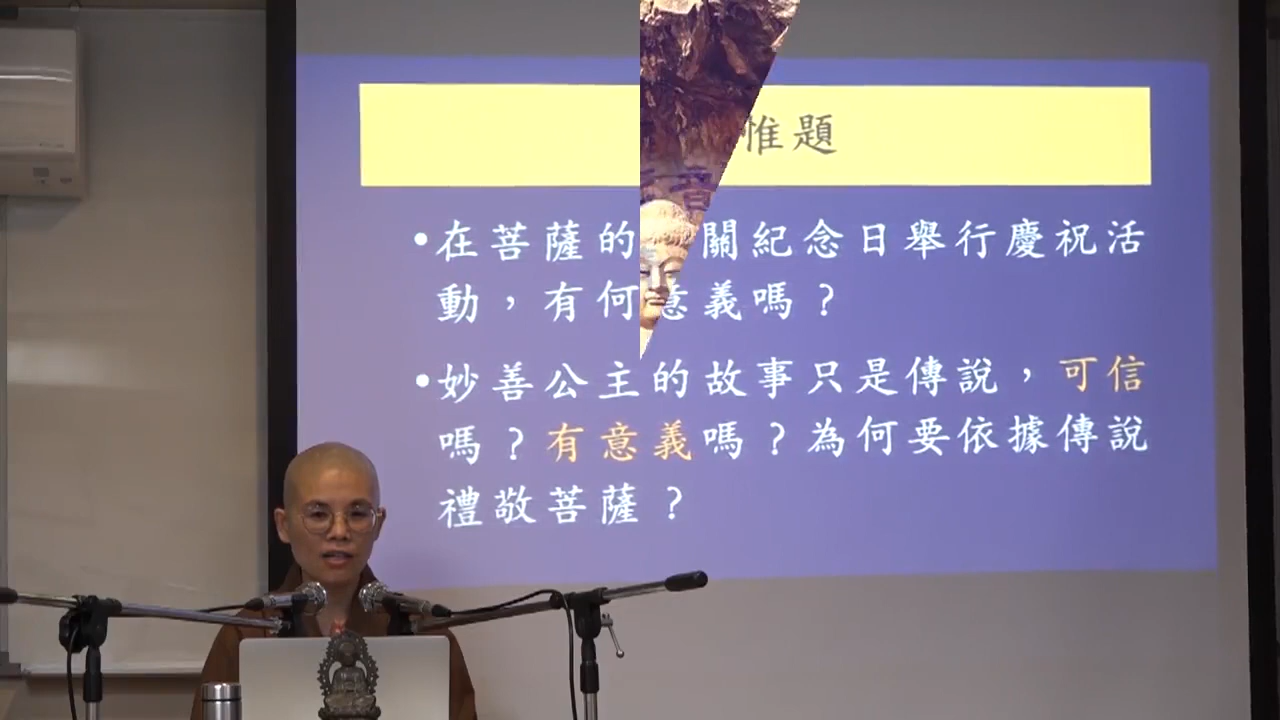 惟題
•在菩薩的
關紀念日舉行慶祝活
動，有何意義嗎？
•妙善公主的故事只是傳說，可信
嗎？有意義嗎？為何要依據傳說
禮敬菩薩？